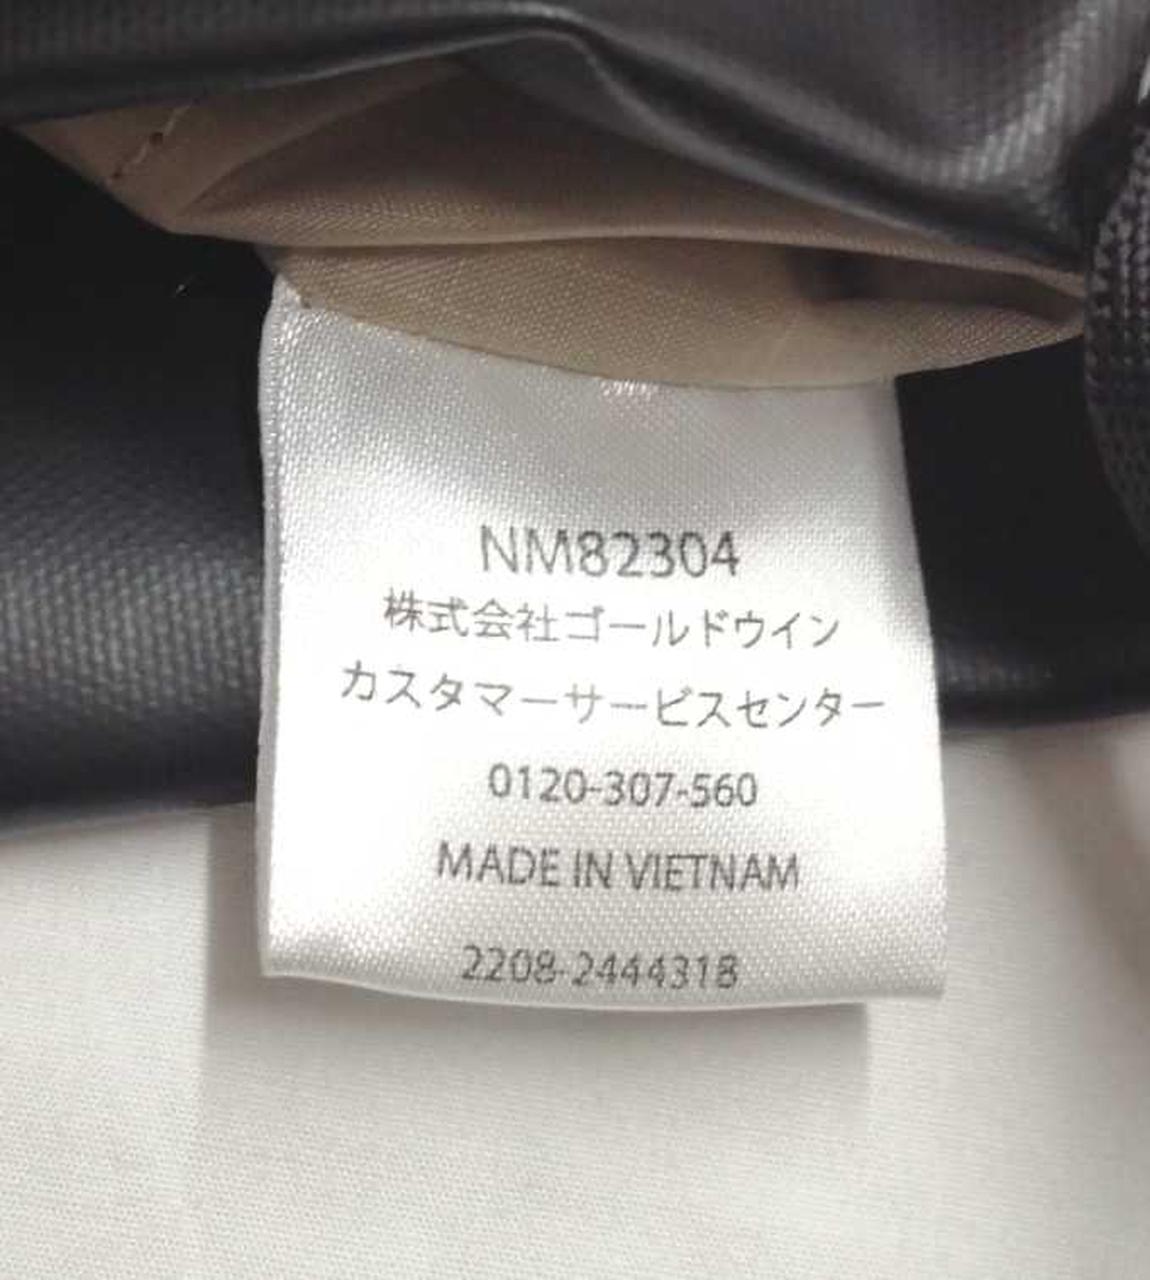 NM82304
株式会社ゴールドウイン
カスタマーサービスセンター
0120-307-560
MADE IN VIETNAM
2208-2444318